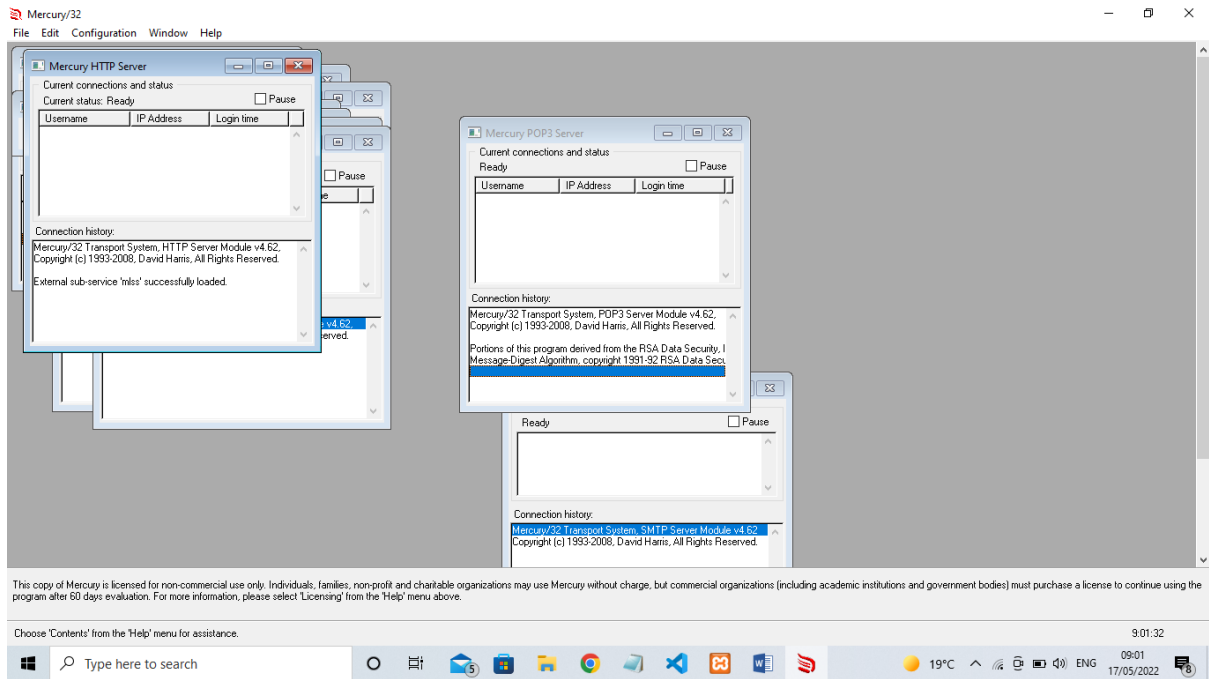 Mercury/32
File Edit Configuration Window Help
Mercury HTTP Server
Current connections and status
Current status: Ready
Pause
Username IP Address Login time
Connection history:
Mercury/32 Transport System, HTTP Server Module v4.62,
Copyright (c) 1993-2008, David Harris, All Rights Reserved.
External sub-service 'mlss' successfully loaded.
Pause
e v4.62,
served.
Mercury POP3 Server
Current connections and status
Ready
Pause
Username IP Address Login time
Connection history:
Mercury/32 Transport System, POP3 Server Module v4.62,
Copyright (c) 1993-2008, David Harris, All Rights Reserved.
Portions of this program derived from the RSA Data Security, I
Message-Digest Algorithm, copyright 1991-92 RSA Data Secu
Ready
Pause
Connection history:
Mercury/32 Transport System, SMTP Server Module v4.62
Copyright (c) 1993-2008, David Harris, All Rights Reserved.
This copy of Mercury is licensed for non-commercial use only. Individuals, families, non-profit and charitable organizations may use Mercury without charge, but commercial organizations (including academic institutions and government bodies) must purchase a license to continue using the
program after 60 days evaluation. For more information, please select 'Licensing' from the 'Help' menu above.
Choose 'Contents' from the 'Help' menu for assistance.
9:01:32
Type here to search
5
19°C
ENG
09:01
17/05/2022
8